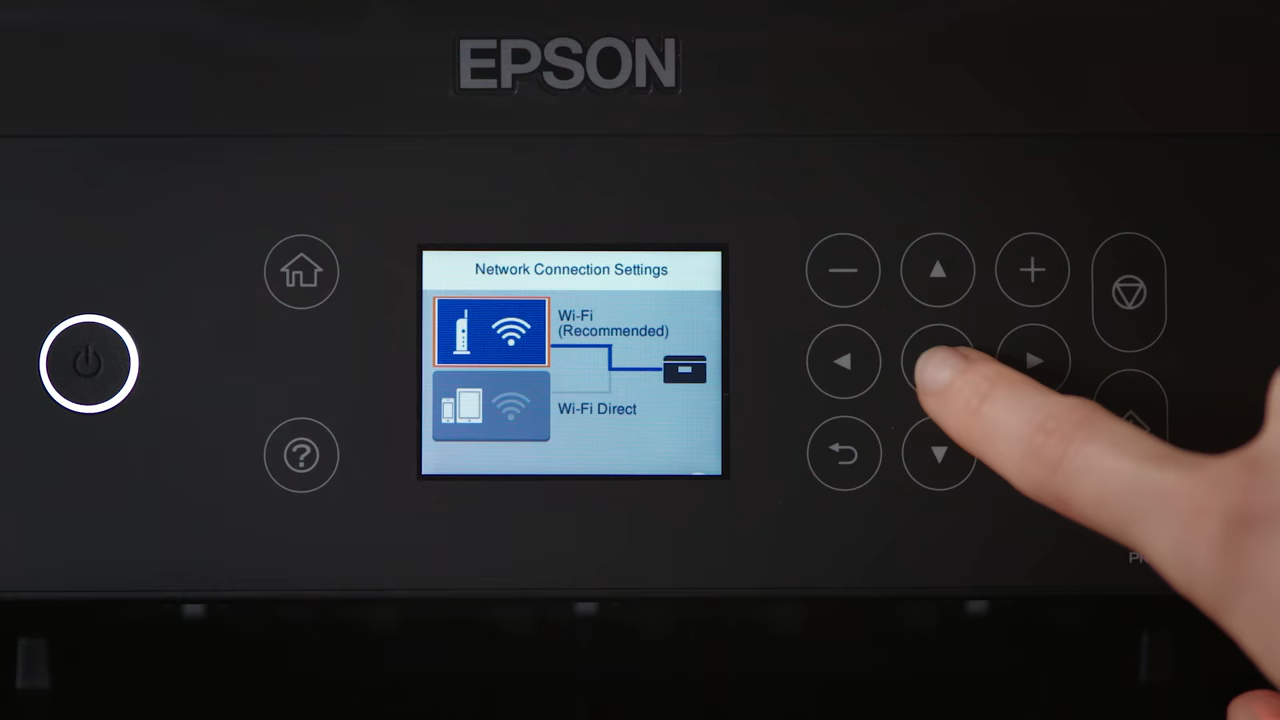 EPSON
Network Connection Settings
Wi-Fi
(Recommended)
Wi-Fi Direct